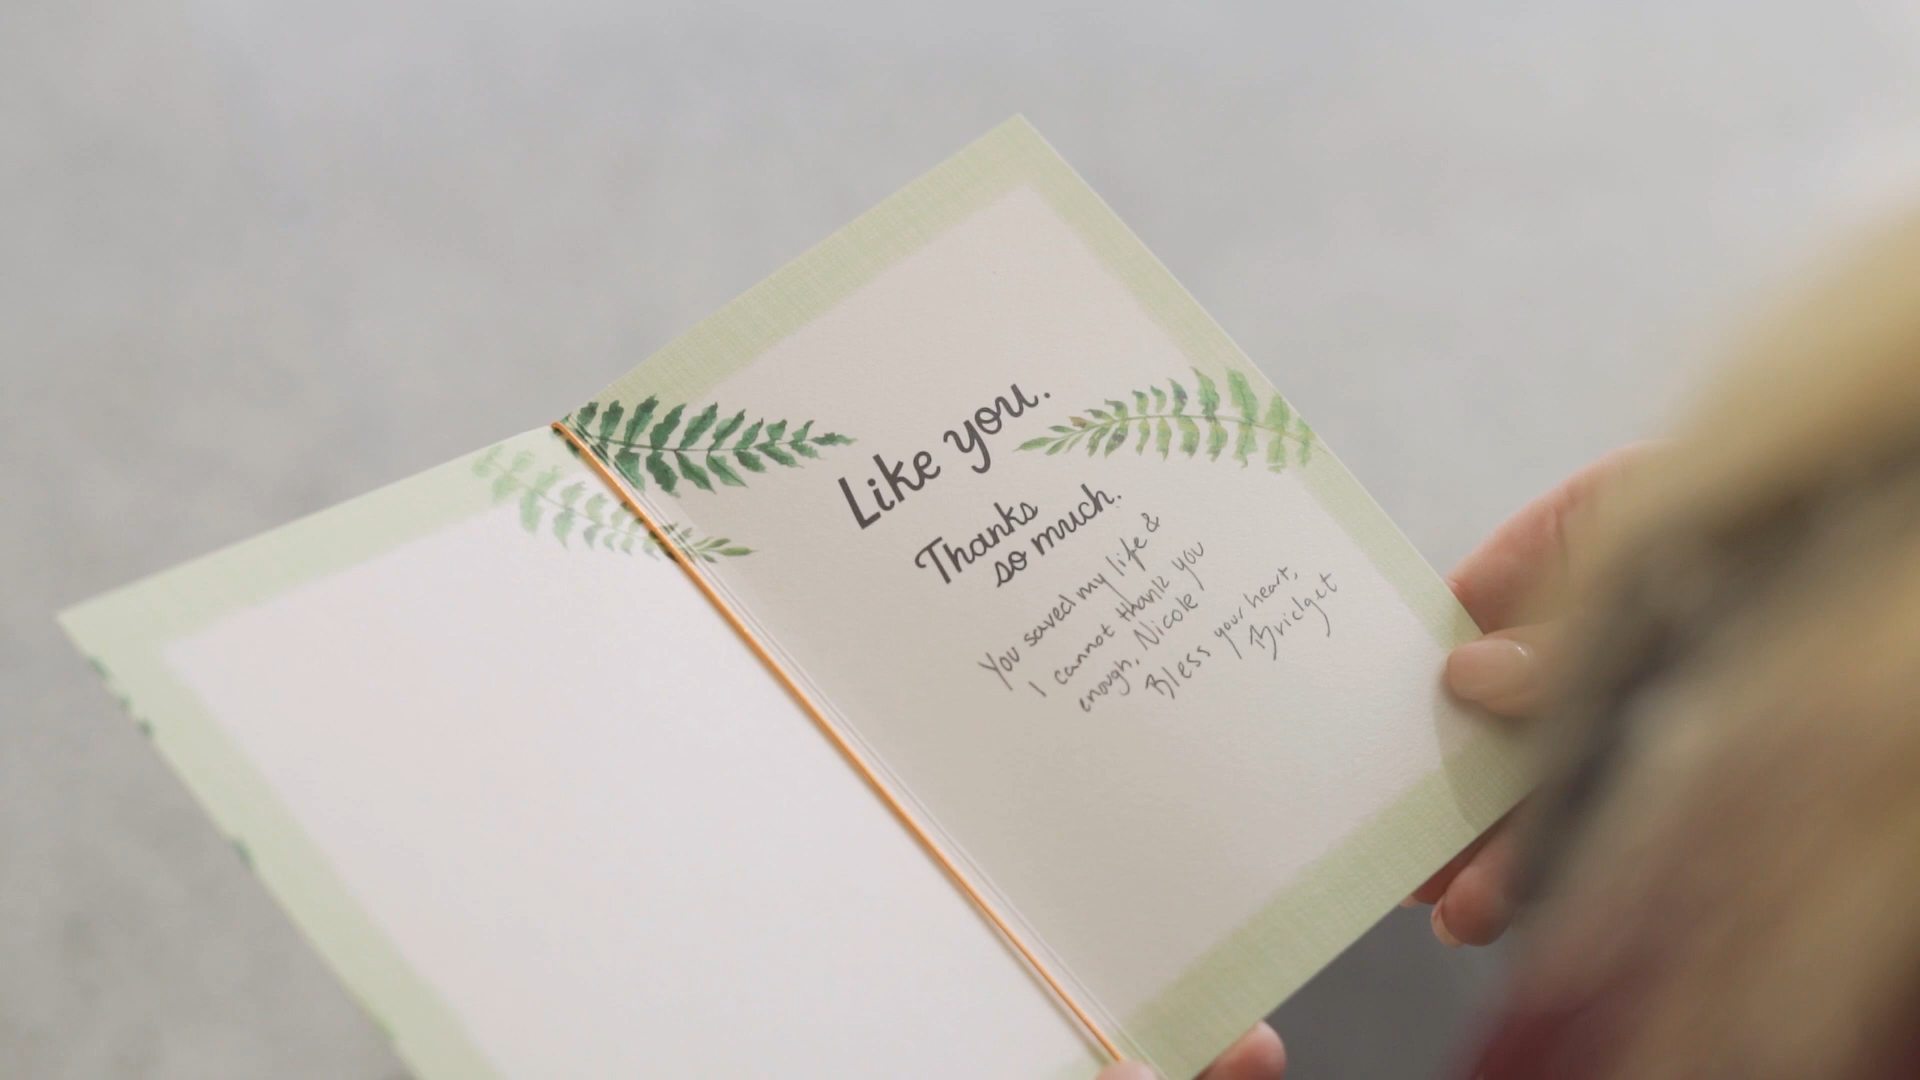 Like you.
Thanks
so much.
You saved my life &
I cannot thank you
enough, Nicole
Bless your heart,
Bridget